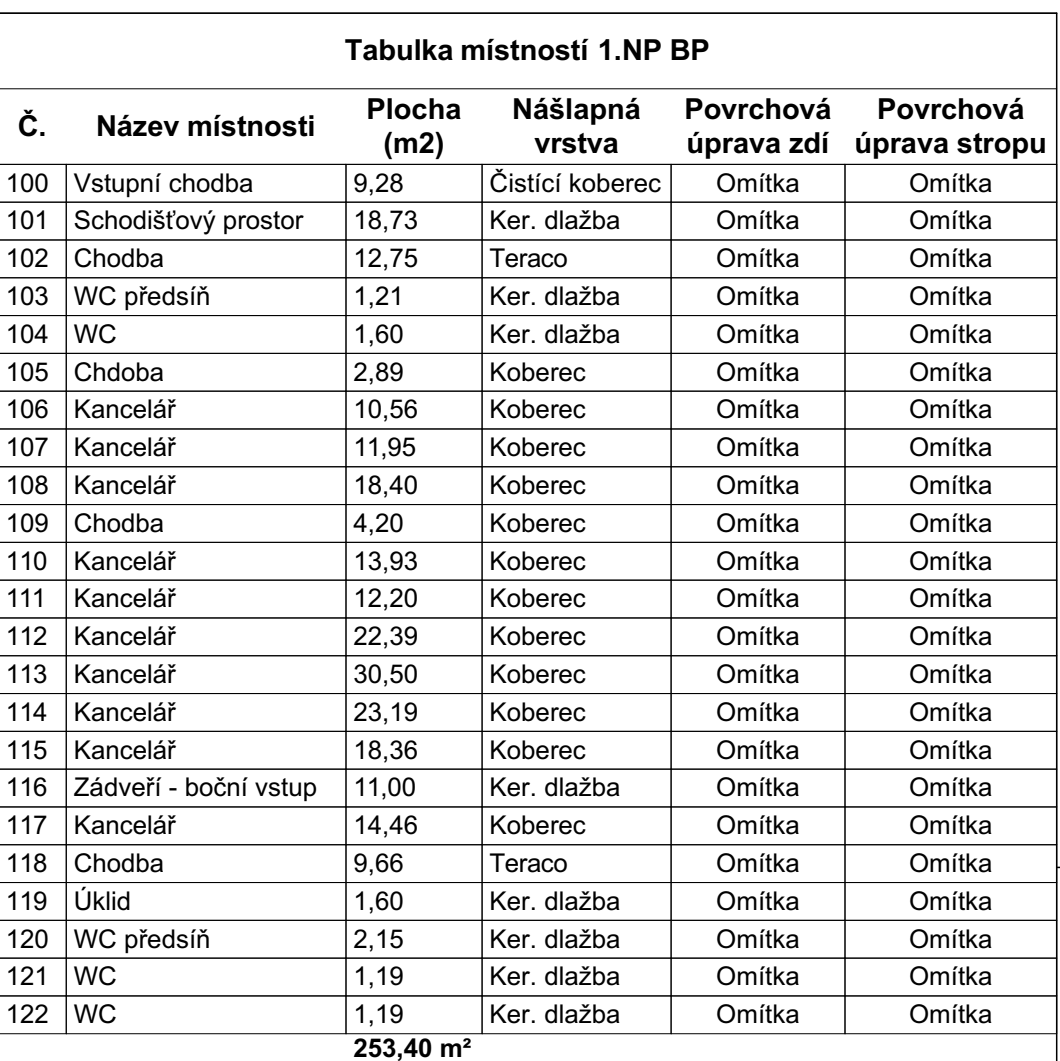 Tabulka místností 1.NP BP
Č. Název místnosti Plocha (m2) Nášlapná vrstva Povrchová úprava zdí Povrchová úprava stropu
100 Vstupní chodba 9,28 Čistící koberec Omítka Omítka
101 Schodišťový prostor 18,73 Ker. dlažba Omítka Omítka
102 Chodba 12,75 Teraco Omítka Omítka
103 WC předsíň 1,21 Ker. dlažba Omítka Omítka
104 WC 1,60 Ker. dlažba Omítka Omítka
105 Chdoba 2,89 Koberec Omítka Omítka
106 Kancelář 10,56 Koberec Omítka Omítka
107 Kancelář 11,95 Koberec Omítka Omítka
108 Kancelář 18,40 Koberec Omítka Omítka
109 Chodba 4,20 Koberec Omítka Omítka
110 Kancelář 13,93 Koberec Omítka Omítka
111 Kancelář 12,20 Koberec Omítka Omítka
112 Kancelář 22,39 Koberec Omítka Omítka
113 Kancelář 30,50 Koberec Omítka Omítka
114 Kancelář 23,19 Koberec Omítka Omítka
115 Kancelář 18,36 Koberec Omítka Omítka
116 Zádveří - boční vstup 11,00 Ker. dlažba Omítka Omítka
117 Kancelář 14,46 Koberec Omítka Omítka
118 Chodba 9,66 Teraco Omítka Omítka
119 Úklid 1,60 Ker. dlažba Omítka Omítka
120 WC předsíň 2,15 Ker. dlažba Omítka Omítka
121 WC 1,19 Ker. dlažba Omítka Omítka
122 WC 1,19 Ker. dlažba Omítka Omítka
253,40 m²